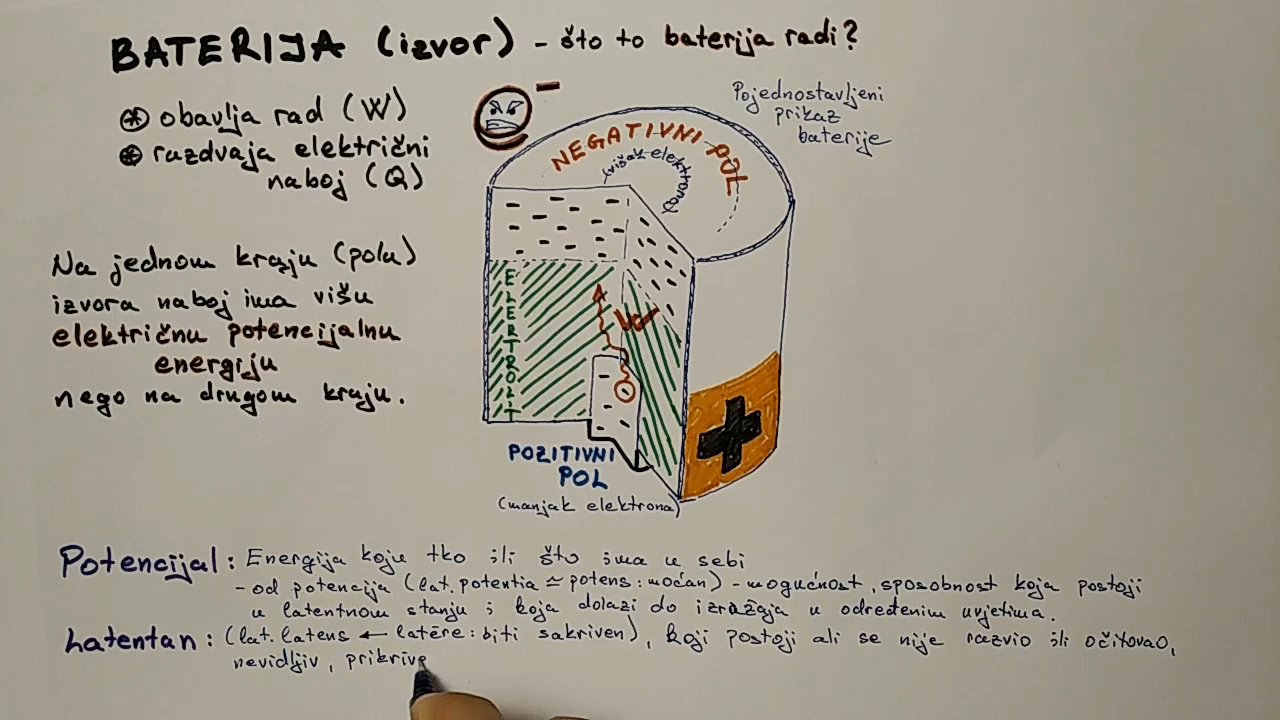 BATERIJA (izvor) - što to baterija radi?
⊛ obavlja rad (W)
⊛ razdvaja električni
naboj (Q)
Pojednostavljeni
prikaz
baterije
NEGATIVNI POL
(višak elektrona)
Na jednom kraju (polu)
izvora naboj ima višu
električnu potencijalnu
energiju
nego na drugom kraju.
ELEKTROLIT
W
POZITIVNI
POL
(manjak elektrona)
Potencijal: Energija koju tko ili što ima u sebi
- od potencija (lat. potentia ≃ potens: moćan) - mogućnost, sposobnost koja postoji
u latentnom stanju i koja dolazi do izražaja u određenim uvjetima.
Latentan: (lat. latens ← latēre: biti sakriven), koji postoji ali se nije razvio ili očitovao,
nevidljiv, prikrive